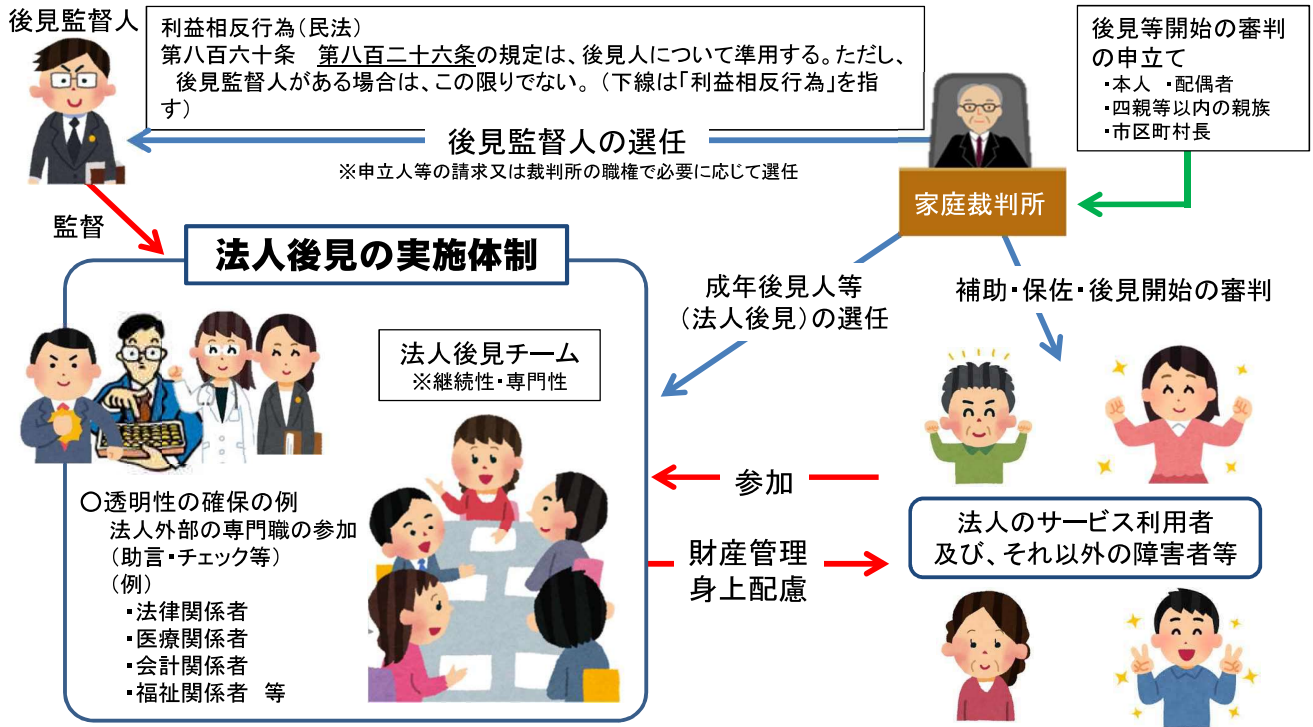 後見監督人
利益相反行為(民法)
第八百六十条　第八百二十六条の規定は、後見人について準用する。ただし、
後見監督人がある場合は、この限りでない。(下線は「利益相反行為」を指
す)
後見等開始の審判
の申立て
・本人　・配偶者
・四親等以内の親族
・市区町村長
後見監督人の選任
※申立人等の請求又は裁判所の職権で必要に応じて選任
家庭裁判所
監督
法人後見の実施体制
成年後見人等
(法人後見)の選任
補助・保佐・後見開始の審判
法人後見チーム
※継続性・専門性
参加
〇透明性の確保の例
法人外部の専門職の参加
(助言・チェック等)
(例)
・法律関係者
・医療関係者
・会計関係者
・福祉関係者　等
財産管理
身上配慮
法人のサービス利用者
及び、それ以外の障害者等